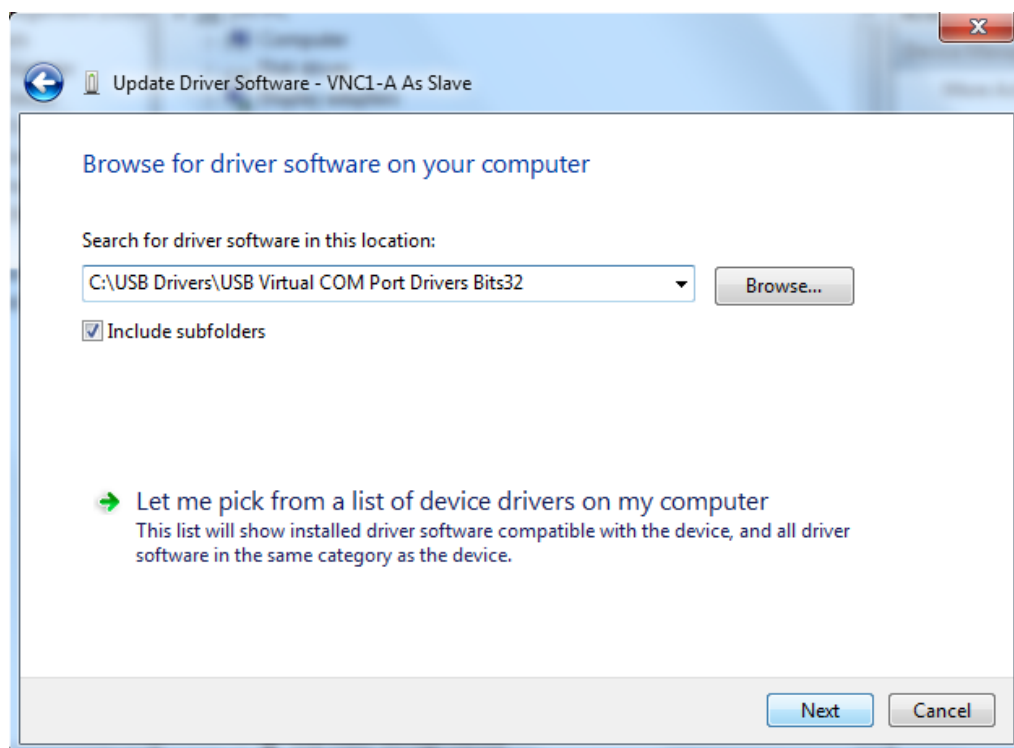 Computer
Display adapters
Update Driver Software - VNC1-A As Slave
Browse for driver software on your computer
Search for driver software in this location:
C:\USB Drivers\USB Virtual COM Port Drivers Bits32
Browse...
Include subfolders
Let me pick from a list of device drivers on my computer
This list will show installed driver software compatible with the device, and all driver
software in the same category as the device.
Next
Cancel